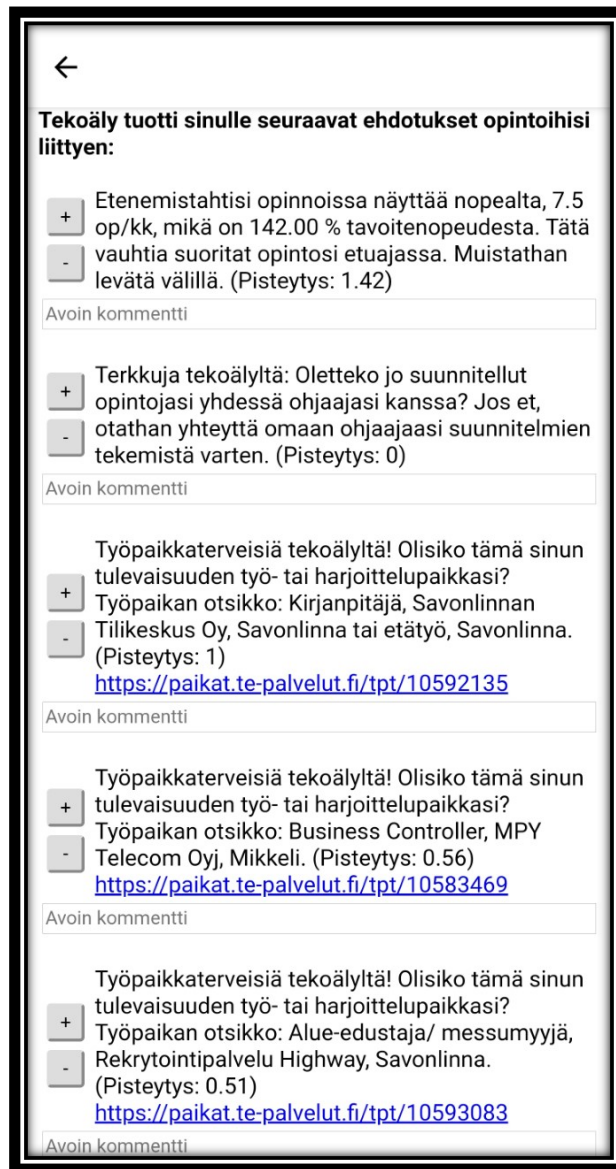 Tekoäly tuotti sinulle seuraavat ehdotukset opintoihisi
liittyen:
+
-
Etenemistahtisi opinnoissa näyttää nopealta, 7.5
op/kk, mikä on 142.00 % tavoitenopeudesta. Tätä
vauhtia suoritat opintosi etuajassa. Muistathan
levätä välillä. (Pisteytys: 1.42)
Avoin kommentti
+
-
Terkkuja tekoälyltä: Oletteko jo suunnitellut
opintojasi yhdessä ohjaajasi kanssa? Jos et,
otathan yhteyttä omaan ohjaajaasi suunnitelmien
tekemistä varten. (Pisteytys: 0)
Avoin kommentti
+
-
Työpaikkaterveisiä tekoälyltä! Olisiko tämä sinun
tulevaisuuden työ- tai harjoittelupaikkasi?
Työpaikan otsikko: Kirjanpitäjä, Savonlinnan
Tilikeskus Oy, Savonlinna tai etätyö, Savonlinna.
(Pisteytys: 1)
https://paikat.te-palvelut.fi/tpt/10592135
Avoin kommentti
+
-
Työpaikkaterveisiä tekoälyltä! Olisiko tämä sinun
tulevaisuuden työ- tai harjoittelupaikkasi?
Työpaikan otsikko: Business Controller, MPY
Telecom Oyj, Mikkeli. (Pisteytys: 0.56)
https://paikat.te-palvelut.fi/tpt/10583469
Avoin kommentti
+
-
Työpaikkaterveisiä tekoälyltä! Olisiko tämä sinun
tulevaisuuden työ- tai harjoittelupaikkasi?
Työpaikan otsikko: Alue-edustaja/ messumyyjä,
Rekrytointipalvelu Highway, Savonlinna.
(Pisteytys: 0.51)
https://paikat.te-palvelut.fi/tpt/10593083
Avoin kommentti